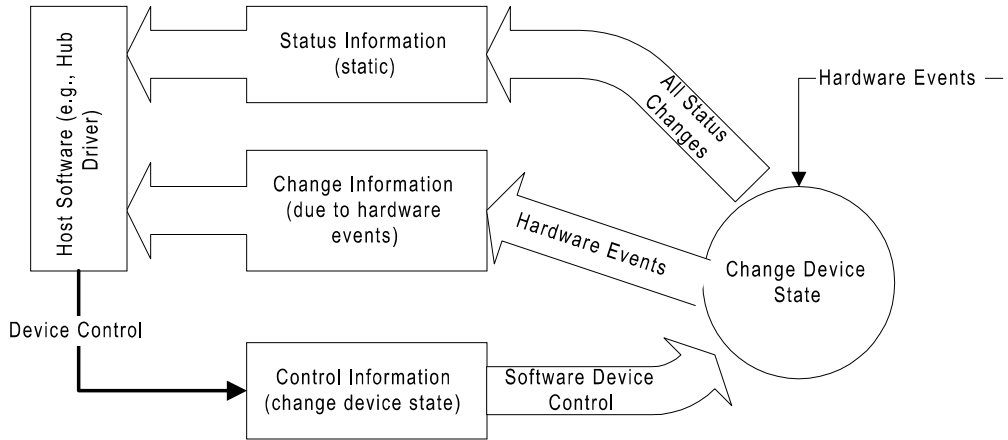 Host Software (e.g., Hub
Driver)
Status Information
(static)
All Status
Changes
Hardware Events
Change Information
(due to hardware
events)
Hardware Events
Change Device
State
Device Control
Control Information
(change device state)
Software Device
Control